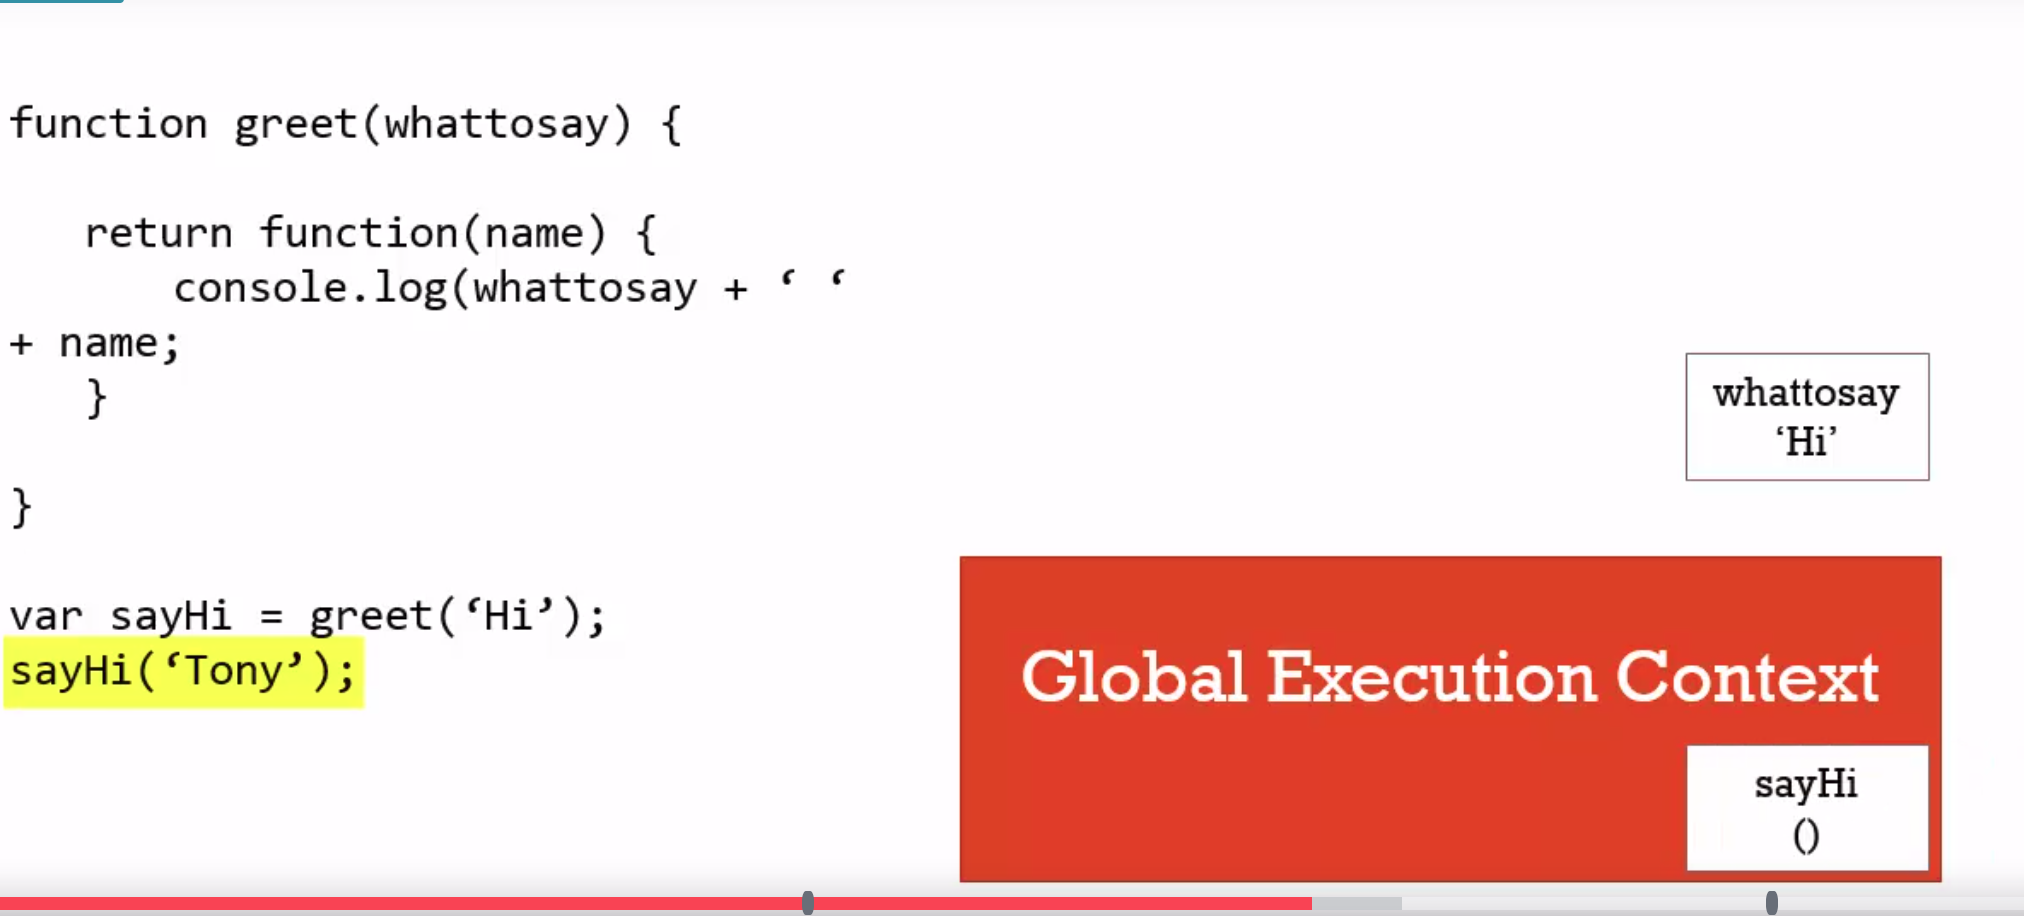 function greet(whattosay) {
return function(name) {
console.log(whattosay + ‘ ‘
+ name;
}
}
var sayHi = greet(‘Hi’);
sayHi(‘Tony’);
whattosay
‘Hi’
Global Execution Context
sayHi
()